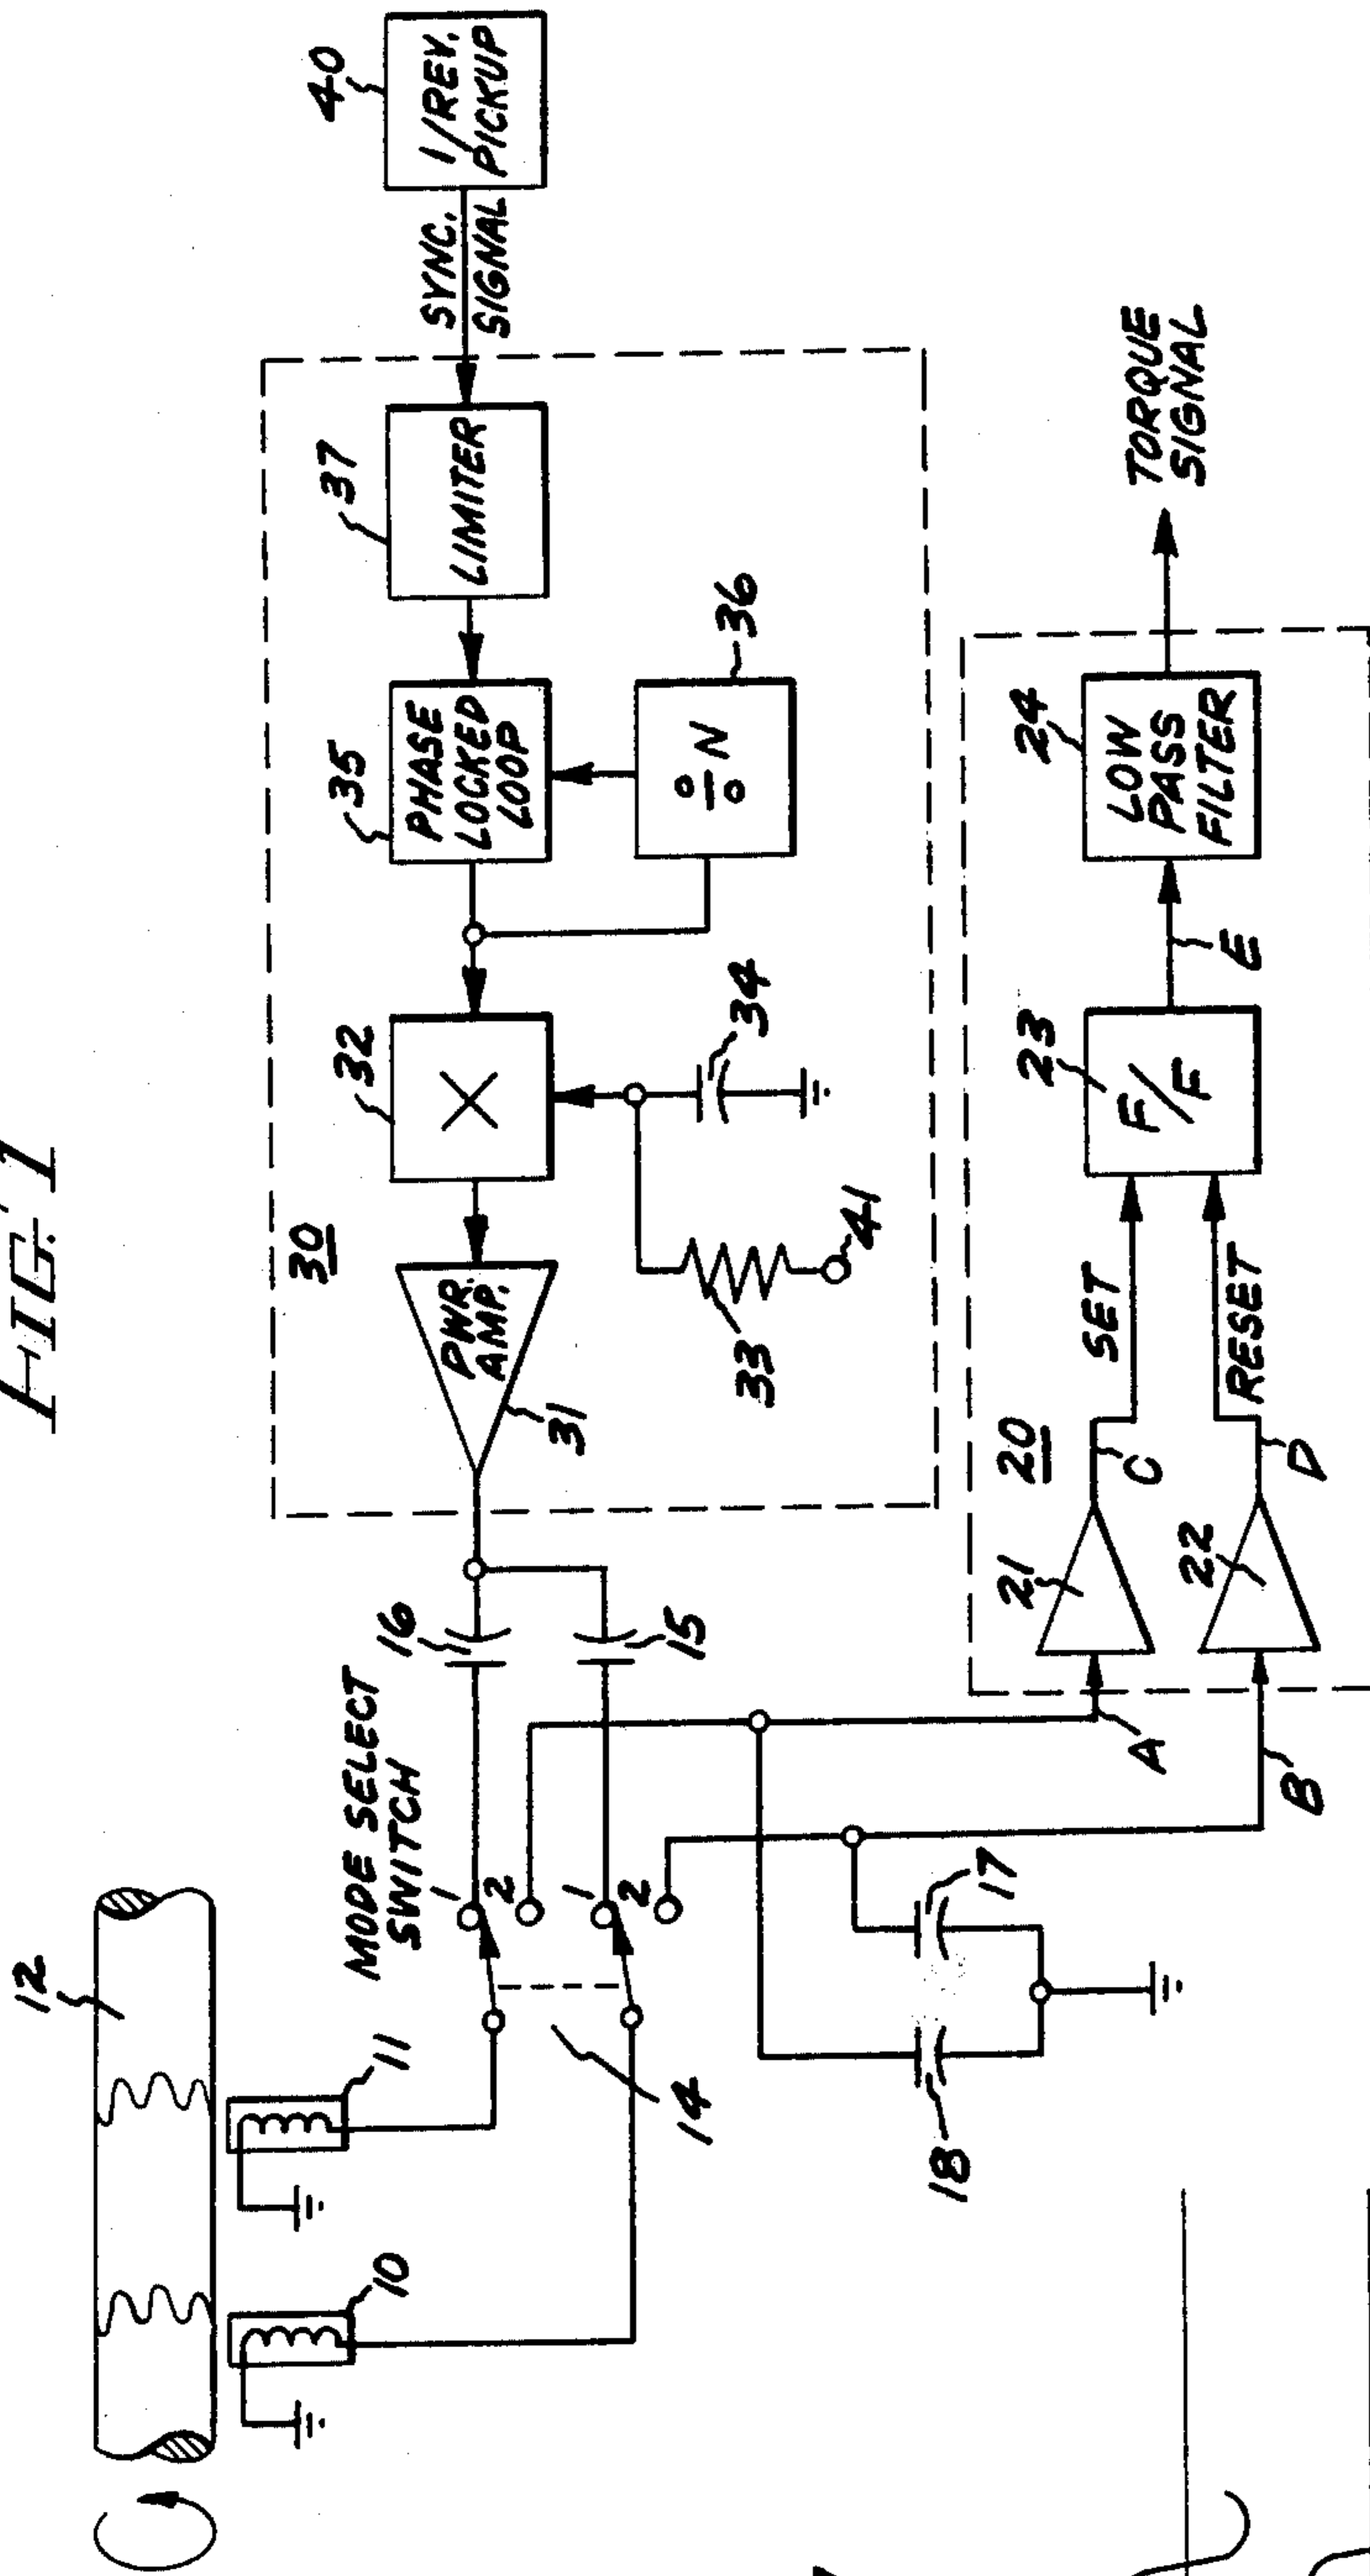 FIG. 1
12
11
10
MODE SELECT
SWITCH
1
2
1
2
14
16
15
17
18
30
PWR.
AMP.
31
32
X
33
41
34
35
PHASE
LOCKED
LOOP
÷ N
36
37
LIMITER
SYNC.
SIGNAL
40
1/REV.
PICKUP
20
A
B
21
22
C
D
SET
RESET
23
F/F
E
24
LOW
PASS
FILTER
TORQUE
SIGNAL